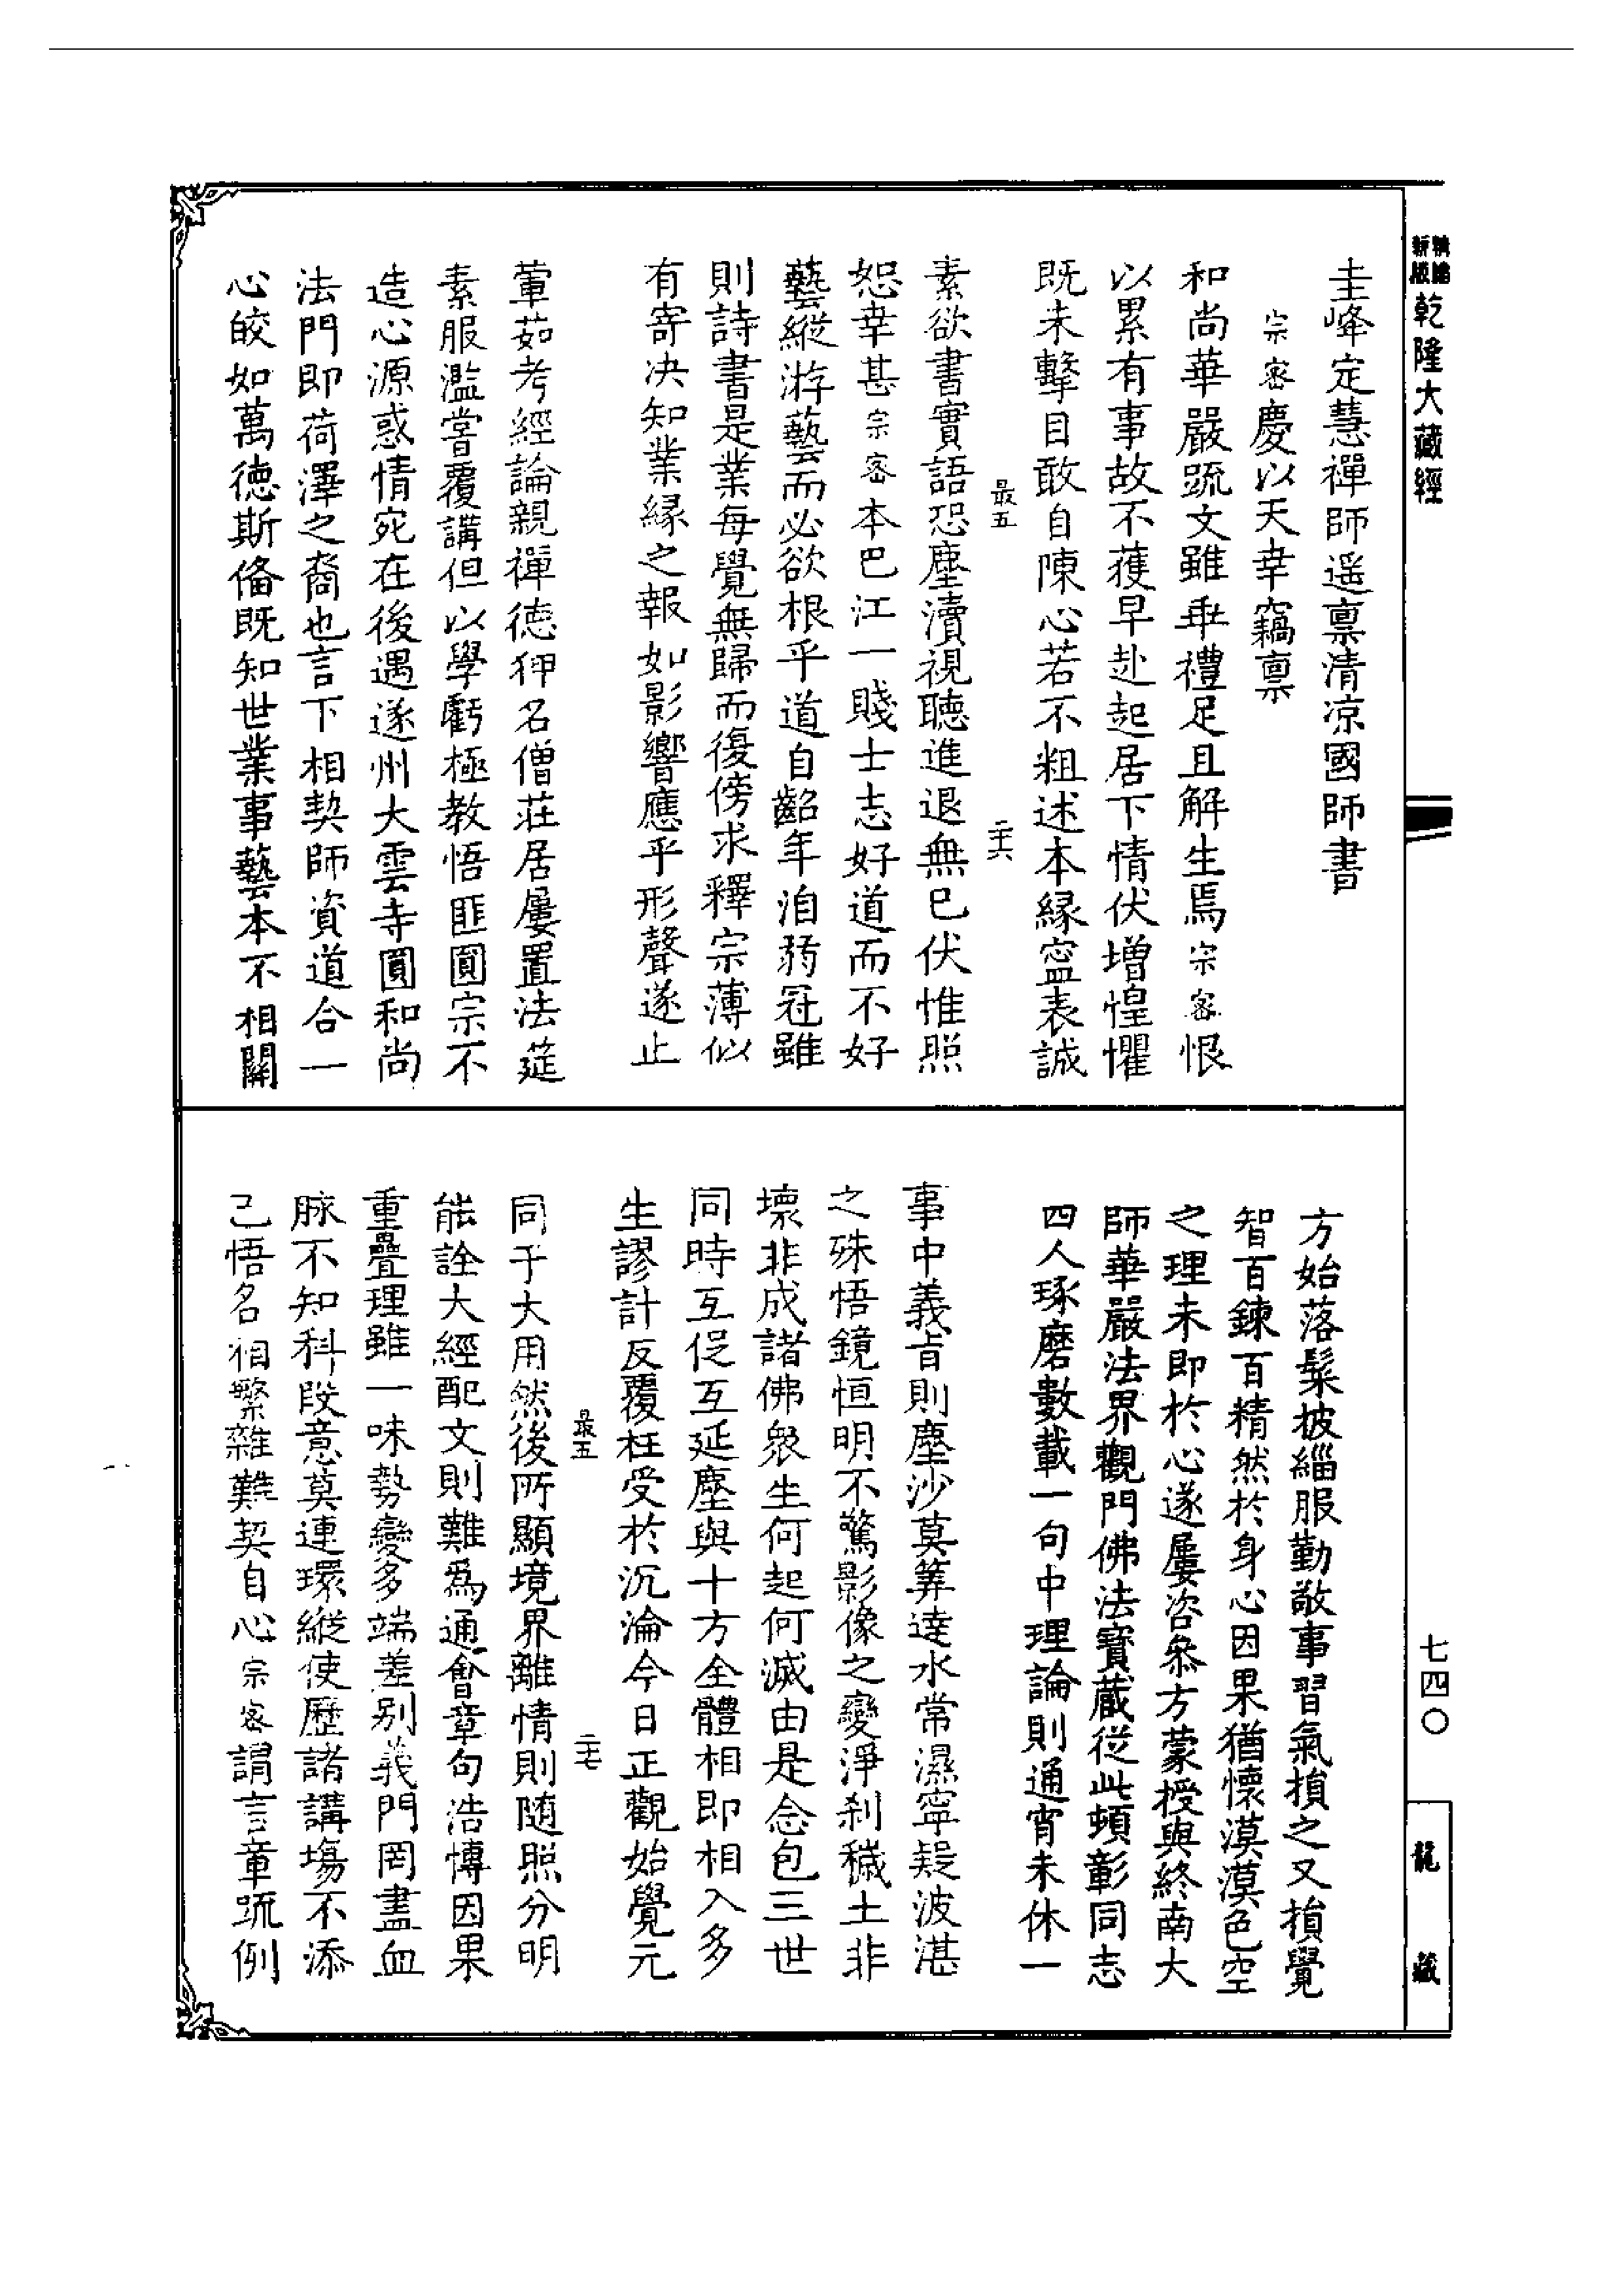 新編
縮版
乾隆大藏經
七四〇
龍藏
圭峰定慧禪師遥禀清凉國師書
宗密慶以天幸竊禀
和尚華嚴疏文雖乖禮足且解生焉宗密恨
以累有事故不獲早赴起居下情伏增惶懼
既未擊目敢自陳心若不粗述本緣寍表誠
最五
二十六
素欲書實語恐塵瀆視聴進退無已伏惟照
恕幸甚宗密本巴江一賤士志好道而不好
藝縱游藝而必欲根乎道自齠年洎弱冠雖
則詩書是業每覺無歸而復傍求釋宗薄似
有寄决知業緣之報如影響應乎形聲遂止
葷茹考經論親禪德狎名僧莊居屢置法筵
素服濫甞覆講但以學虧極教悟匪圓宗不
造心源惑情宛在後遇遂州大雲寺圓和尚
法門即荷澤之裔也言下相契師資道合一
心皎如萬德斯俻既知世業事藝本不相關
方始落髮披緇服勤敬事習氣損之又損覺
智百鍊百精然於身心因果猶懷漠漠色空
之理未即於心遂屢咨叅方蒙授與終南大
師華嚴法界觀門佛法寳蔵從此頓彰同志
四人琢磨數載一句中理論則通宵未休一
事中義旨則塵沙莫筭達水常濕寧疑波湛
之殊悟鏡恒明不驚影像之變淨刹穢土非
壞非成諸佛衆生何起何滅由是念包三世
同時互促互延塵與十方全體相即相入多
生謬計反覆枉受於沉淪今日正觀始覺元
最五
二十七
同于大用然後所顯境界離情則随照分明
能詮大經配文則難爲通會章句浩博因果
重疊理雖一味勢變多端差别義門罔盡血
脉不知科段意莫連環縱使歷諸講塲不添
己悟名相繁雜難契自心宗密謂言章疏例